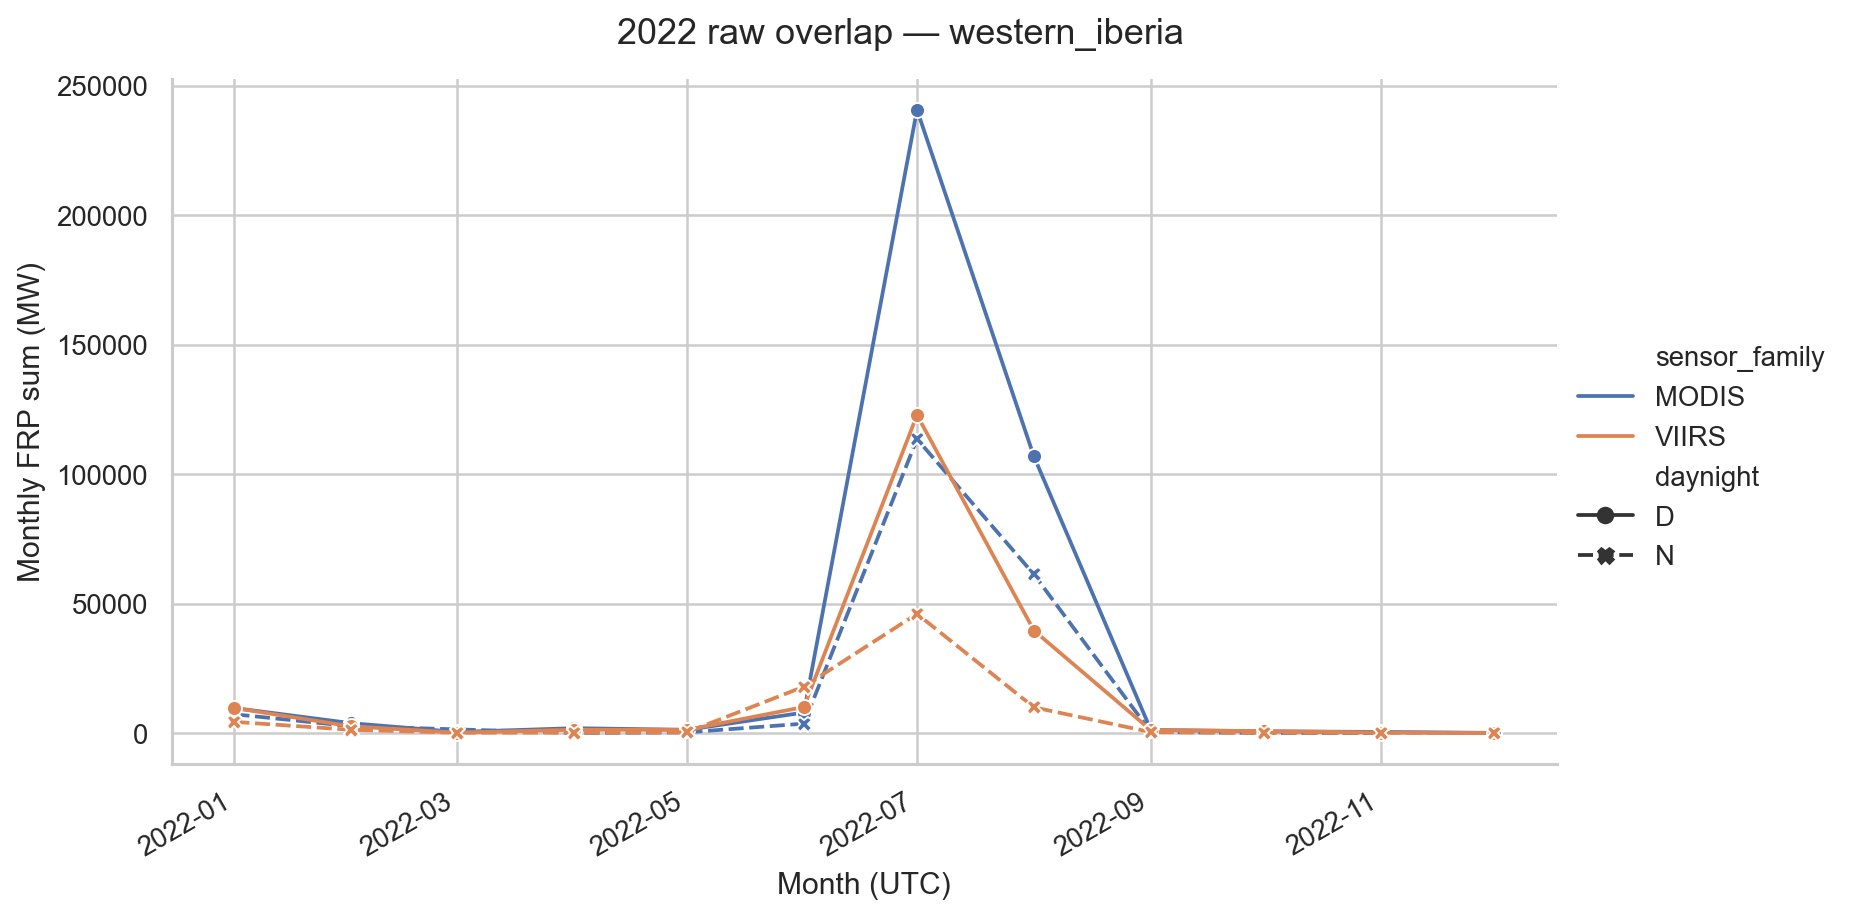 2022 raw overlap — western_iberia
Monthly FRP sum (MW)
250000
200000
150000
100000
50000
0
2022-01
2022-03
2022-05
2022-07
2022-09
2022-11
Month (UTC)
sensor_family
MODIS
VIIRS
daynight
D
N